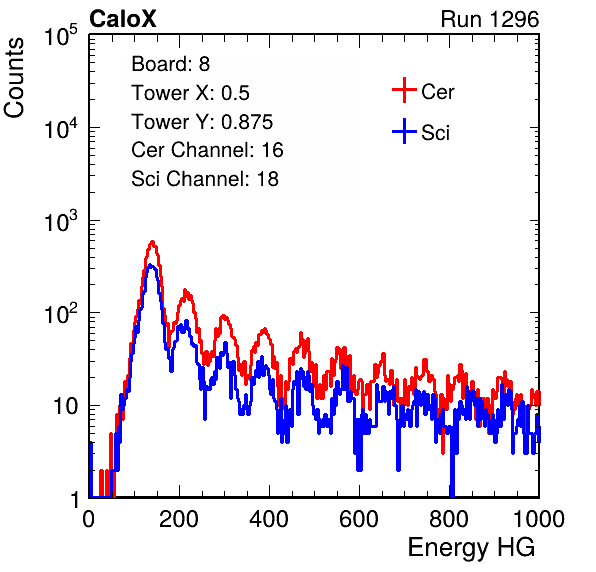 CaloX Run 1296
Counts
10^5
10^4
10^3
10^2
10
1
Board: 8
Tower X: 0.5
Tower Y: 0.875
Cer Channel: 16
Sci Channel: 18
Cer
Sci
0 200 400 600 800 1000
Energy HG